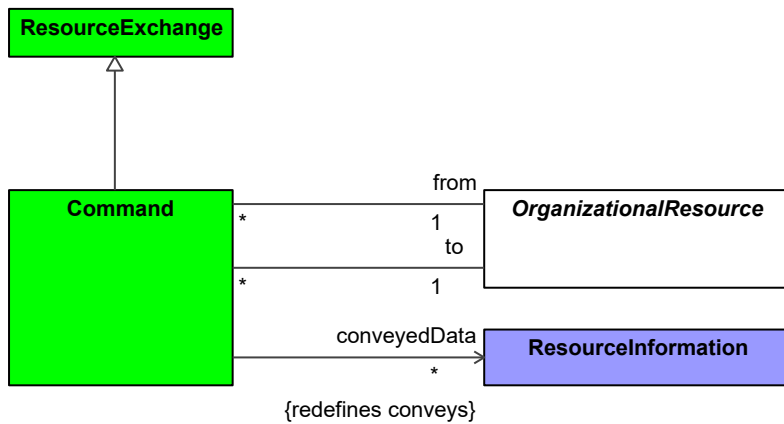 ResourceExchange
Command
from
OrganizationalResource
*
1
to
*
1
conveyedData
ResourceInformation
*
{redefines conveys}